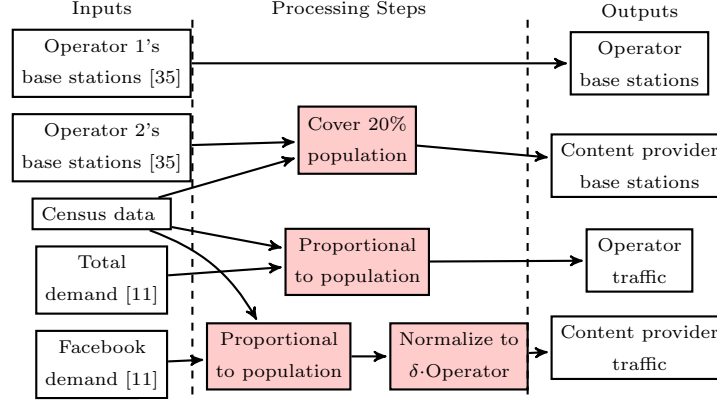 Inputs
Processing Steps
Outputs
Operator 1's
base stations [35]
Operator
base stations
Operator 2's
base stations [35]
Cover 20%
population
Content provider
base stations
Census data
Total
demand [11]
Proportional
to population
Operator
traffic
Facebook
demand [11]
Proportional
to population
Normalize to
δ·Operator
Content provider
traffic